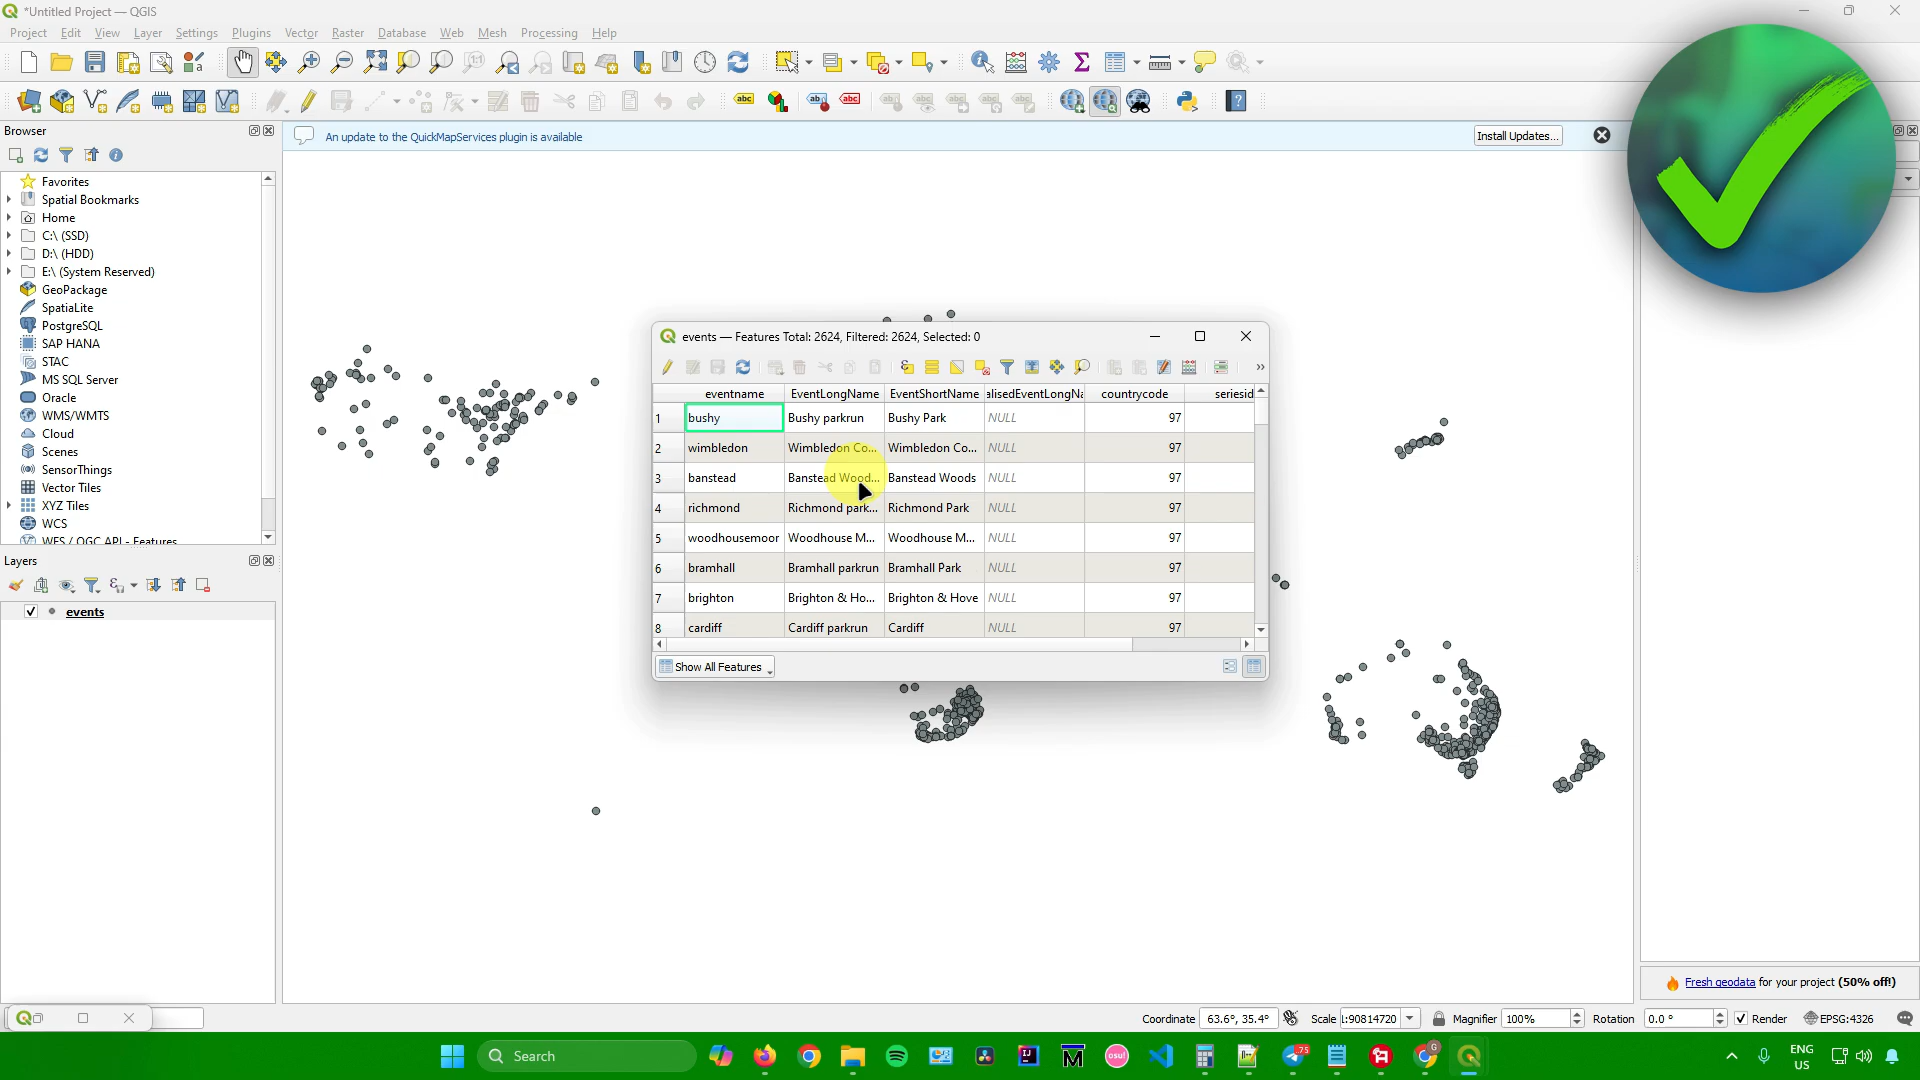 *Untitled Project — QGIS
Project Edit View Layer Settings Plugins Vector Raster Database Web Mesh Processing Help
Browser
An update to the QuickMapServices plugin is available
Install Updates...
Favorites
Spatial Bookmarks
Home
C:\ (SSD)
D:\ (HDD)
E:\ (System Reserved)
GeoPackage
SpatiaLite
PostgreSQL
SAP HANA
STAC
MS SQL Server
Oracle
WMS/WMTS
Cloud
Scenes
SensorThings
Vector Tiles
XYZ Tiles
WCS
WFS / OGC API - Features
Layers
events
events — Features Total: 2624, Filtered: 2624, Selected: 0
eventname EventLongName EventShortName alisedEventLongNa countrycode seriesid
1 bushy Bushy parkrun Bushy Park NULL 97
2 wimbledon Wimbledon Co... Wimbledon Co... NULL 97
3 banstead Banstead Wood... Banstead Woods NULL 97
4 richmond Richmond park... Richmond Park NULL 97
5 woodhousemoor Woodhouse M... Woodhouse M... NULL 97
6 bramhall Bramhall parkrun Bramhall Park NULL 97
7 brighton Brighton & Ho... Brighton & Hove NULL 97
8 cardiff Cardiff parkrun Cardiff NULL 97
Show All Features
Fresh geodata for your project (50% off!)
Coordinate 63.6°, 35.4° Scale 1:90814720 Magnifier 100% Rotation 0.0 ° Render EPSG:4326
Search
ENG
US